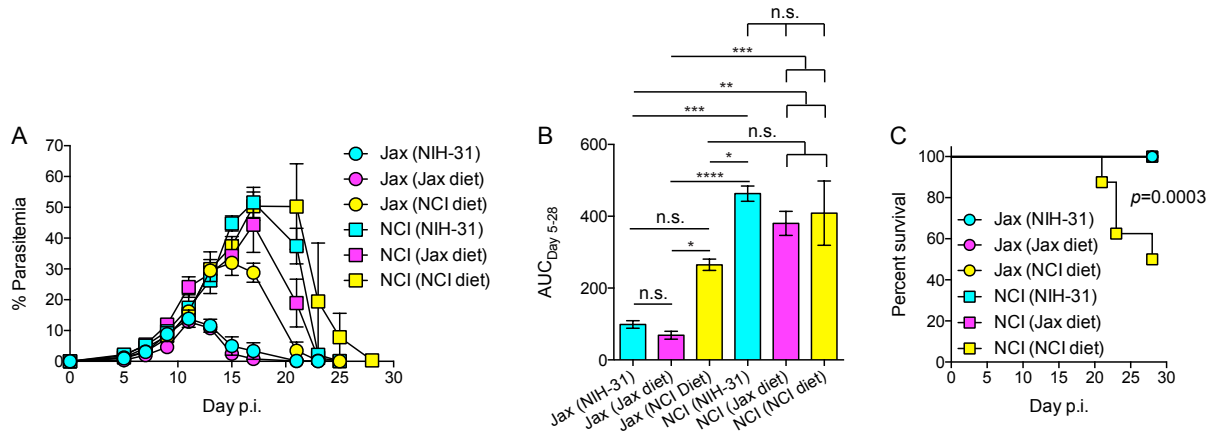 A
% Parasitemia
70
60
50
40
30
20
10
0
0
5
10
15
20
25
30
Day p.i.
Jax (NIH-31)
Jax (Jax diet)
Jax (NCI diet)
NCI (NIH-31)
NCI (Jax diet)
NCI (NCI diet)
B
n.s.
***
**
***
n.s.
*
****
n.s.
*
n.s.
AUC Day 5-28
600
400
200
0
Jax (NIH-31)
Jax (Jax diet)
Jax (NCI Diet)
NCI (NIH-31)
NCI (Jax diet)
NCI (NCI diet)
C
Percent survival
100
80
60
40
20
0
0
5
10
15
20
25
30
Day p.i.
p=0.0003
Jax (NIH-31)
Jax (Jax diet)
Jax (NCI diet)
NCI (NIH-31)
NCI (Jax diet)
NCI (NCI diet)